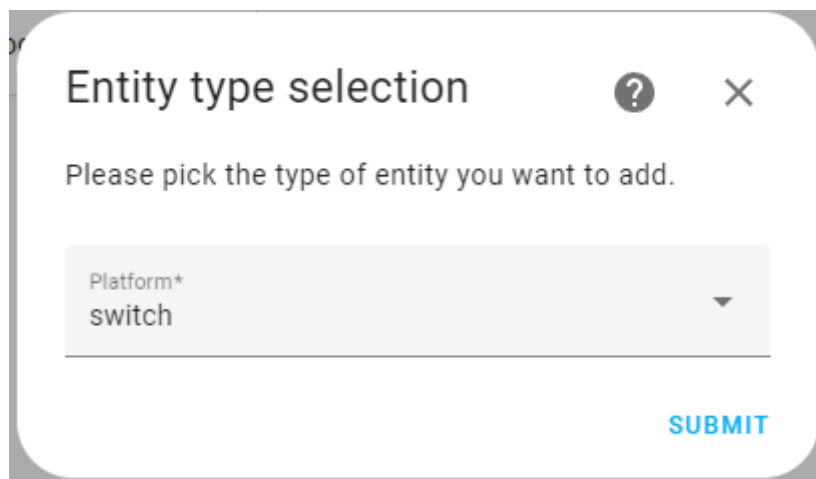 Entity type selection
Please pick the type of entity you want to add.
Platform*
switch
SUBMIT